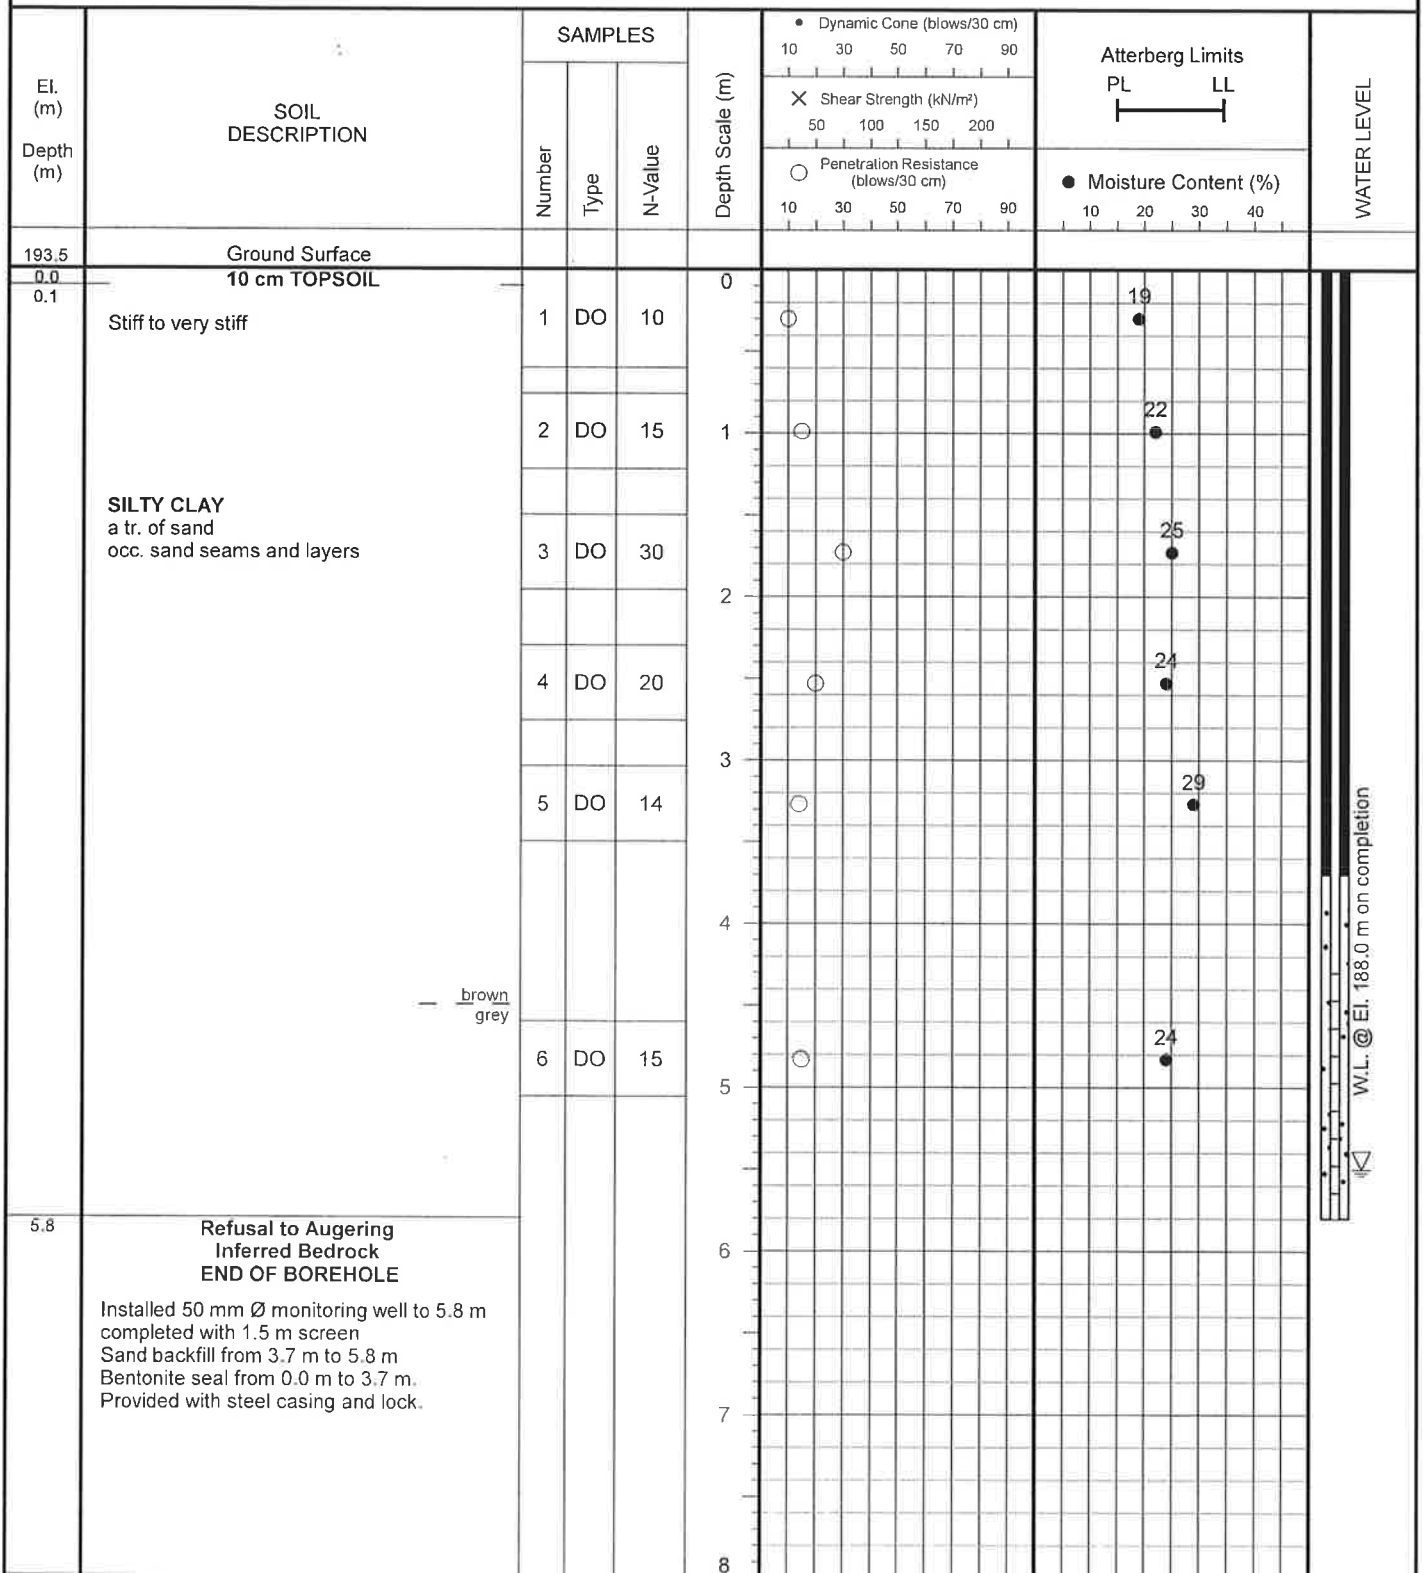 El.
(m)
Depth
(m)
SOIL
DESCRIPTION
SAMPLES
Number
Type
N-Value
Depth Scale (m)
• Dynamic Cone (blows/30 cm)
10 30 50 70 90
X Shear Strength (kN/m²)
50 100 150 200
Penetration Resistance
(blows/30 cm)
10 30 50 70 90
Atterberg Limits
PL LL
● Moisture Content (%)
10 20 30 40
WATER LEVEL
193.5
Ground Surface
0.0
10 cm TOPSOIL
0
0.1
Stiff to very stiff
1 DO 10
19
2 DO 15
1
22
SILTY CLAY
a tr. of sand
occ. sand seams and layers
3 DO 30
25
2
4 DO 20
24
3
5 DO 14
29
4
brown
grey
6 DO 15
24
5
W.L. @ El. 188.0 m on completion
5.8
Refusal to Augering
Inferred Bedrock
END OF BOREHOLE
6
Installed 50 mm Ø monitoring well to 5.8 m
completed with 1.5 m screen
Sand backfill from 3.7 m to 5.8 m
Bentonite seal from 0.0 m to 3.7 m.
Provided with steel casing and lock.
7
8